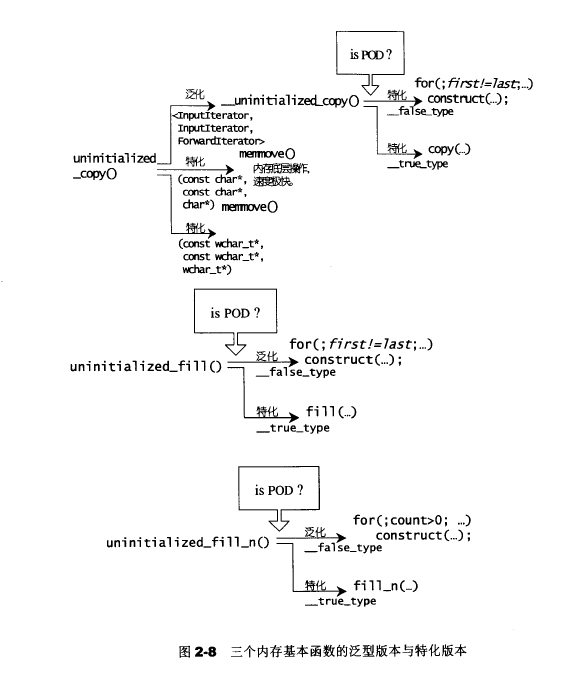 is POD ?
泛化
__uninitialized_copy()
特化
for(;first!=last;…)
construct(…);
__false_type
<InputIterator,
InputIterator,
ForwardIterator>
特化
copy(…)
__true_type
uninitialized
_copy()
特化
memmove()
内存底层操作,
速度极快。
(const char*,
const char*,
char*)
memmove()
特化
(const wchar_t*,
const wchar_t*,
wchar_t*)
is POD ?
uninitialized_fill()
泛化
for(;first!=last;…)
construct(…);
__false_type
特化
fill(…)
__true_type
is POD ?
uninitialized_fill_n()
泛化
for(;count>0; …)
construct(…);
__false_type
特化
fill_n(…)
__true_type
图 2-8 三个内存基本函数的泛型版本与特化版本